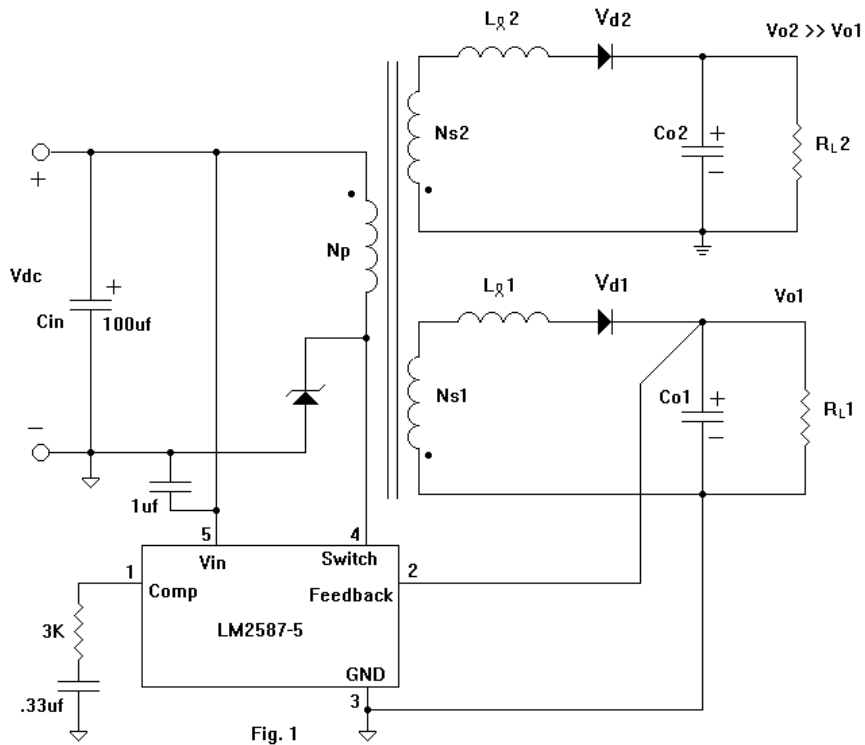 Lℓ2
Vd2
Vo2 >> Vo1
Ns2
Co2
+
−
RL2
+
Np
Vdc
+
Cin
100uf
−
Lℓ1
Vd1
Vo1
Ns1
Co1
+
−
RL1
1uf
5
4
Vin
Switch
1
2
Comp
Feedback
3K
LM2587-5
GND
.33uf
3
Fig. 1